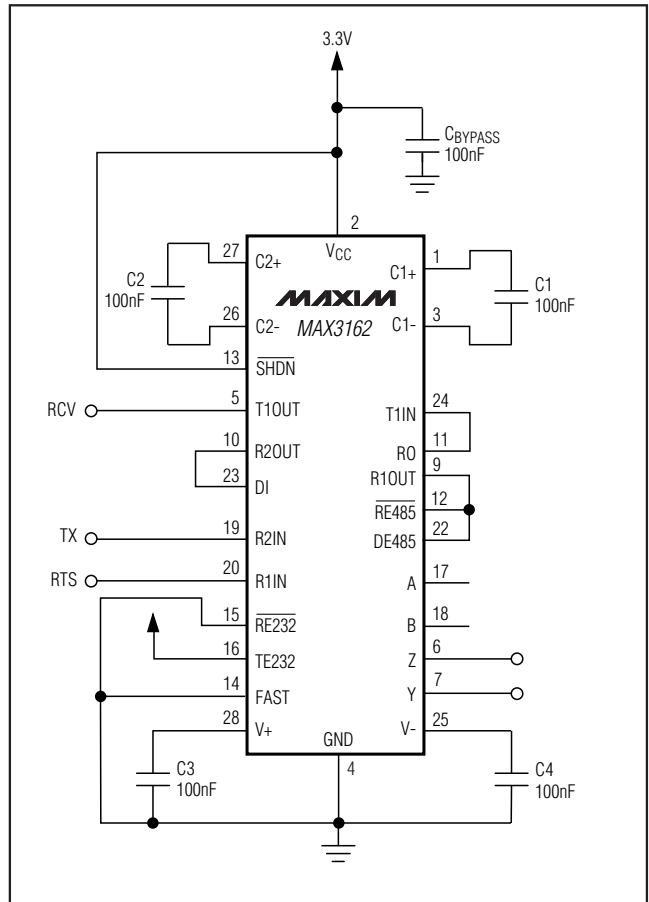 3.3V
CBYPASS
100nF
2
VCC
27
C2+
C2
100nF
26
C2-
1
C1+
C1
100nF
3
C1-
MAXIM
MAX3162
13
SHDN
RCV
5
T1OUT
24
T1IN
10
R2OUT
11
RO
23
DI
9
R1OUT
12
RE485
22
DE485
TX
19
R2IN
RTS
20
R1IN
17
A
15
RE232
18
B
16
TE232
6
Z
14
FAST
7
Y
28
V+
25
V-
GND
4
C3
100nF
C4
100nF